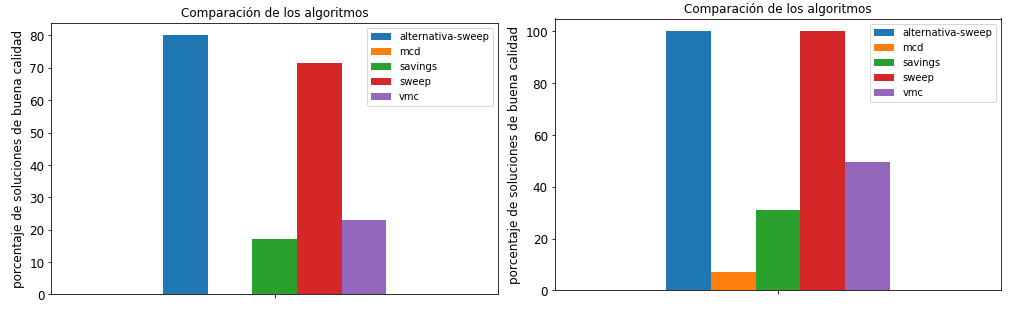 Comparación de los algoritmos
porcentaje de soluciones de buena calidad
80
70
60
50
40
30
20
10
0
alternativa-sweep
mcd
savings
sweep
vmc
Comparación de los algoritmos
porcentaje de soluciones de buena calidad
100
80
60
40
20
0
alternativa-sweep
mcd
savings
sweep
vmc